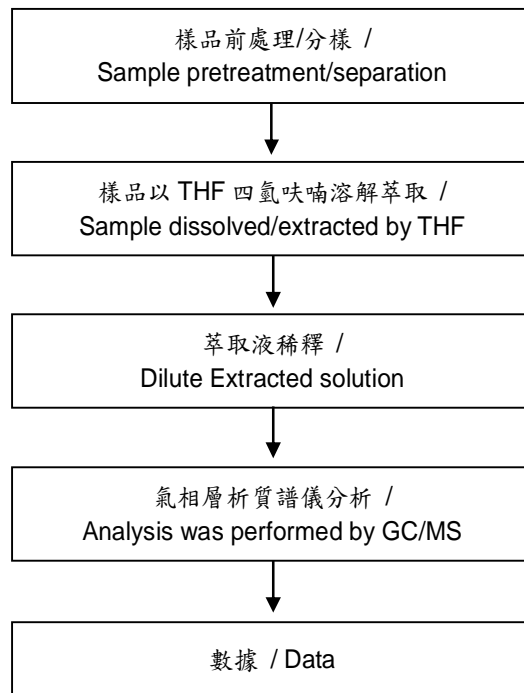 樣品前處理/分樣 /
Sample pretreatment/separation
樣品以 THF 四氫呋喃溶解萃取 /
Sample dissolved/extracted by THF
萃取液稀釋 /
Dilute Extracted solution
氣相層析質譜儀分析 /
Analysis was performed by GC/MS
數據 / Data